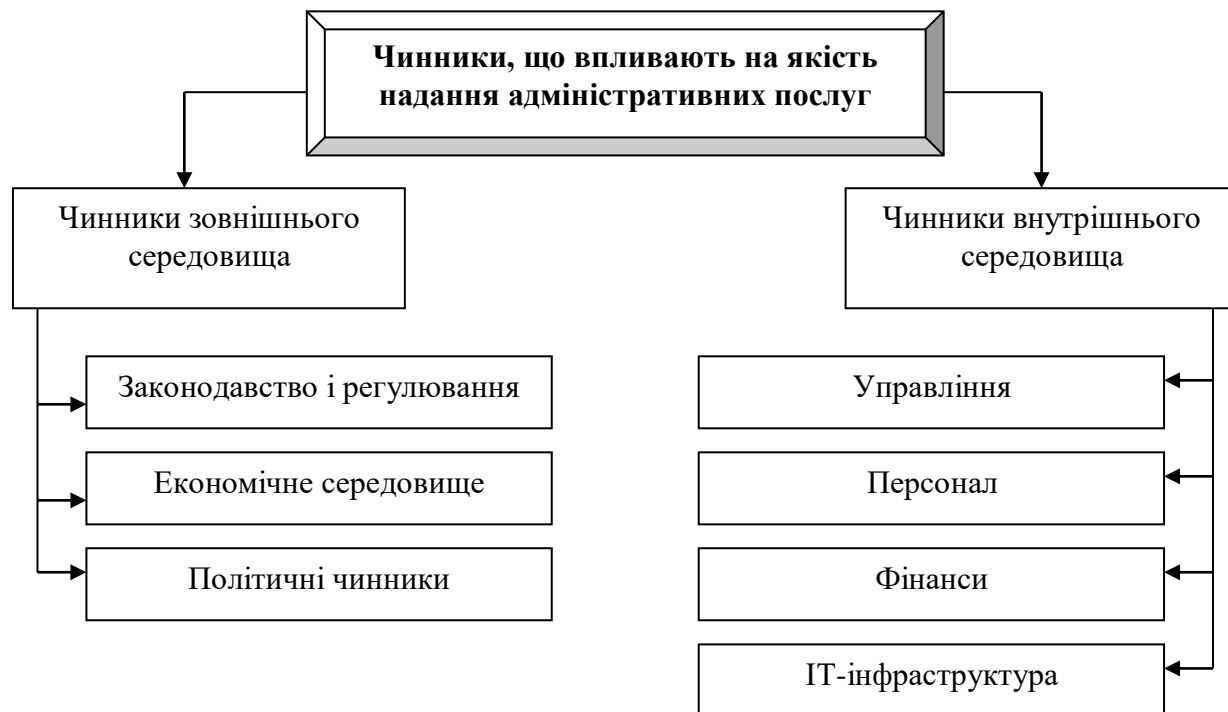 Чинники, що впливають на якість
надання адміністративних послуг
Чинники зовнішнього
середовища
Чинники внутрішнього
середовища
Законодавство і регулювання
Економічне середовище
Політичні чинники
Управління
Персонал
Фінанси
ІТ-інфраструктура